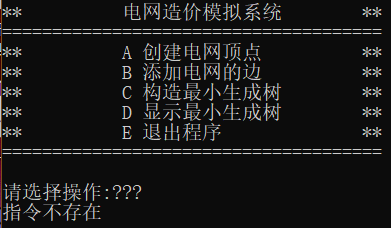 **          电网造价模拟系统          **
======================================
**          A 创建电网顶点            **
**          B 添加电网的边            **
**          C 构造最小生成树          **
**          D 显示最小生成树          **
**          E 退出程序                **
======================================
请选择操作:???
指令不存在